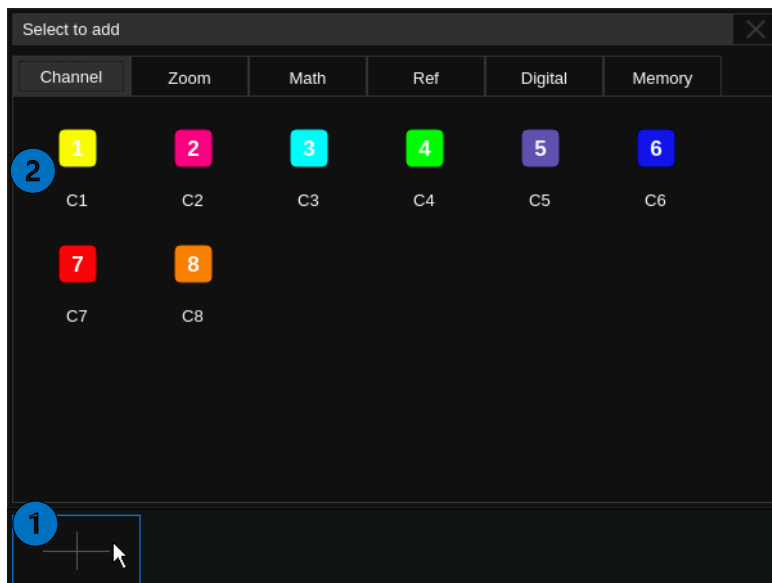 Select to add
Channel Zoom Math Ref Digital Memory
1 2 3 4 5 6
2
C1 C2 C3 C4 C5 C6
7 8
C7 C8
1